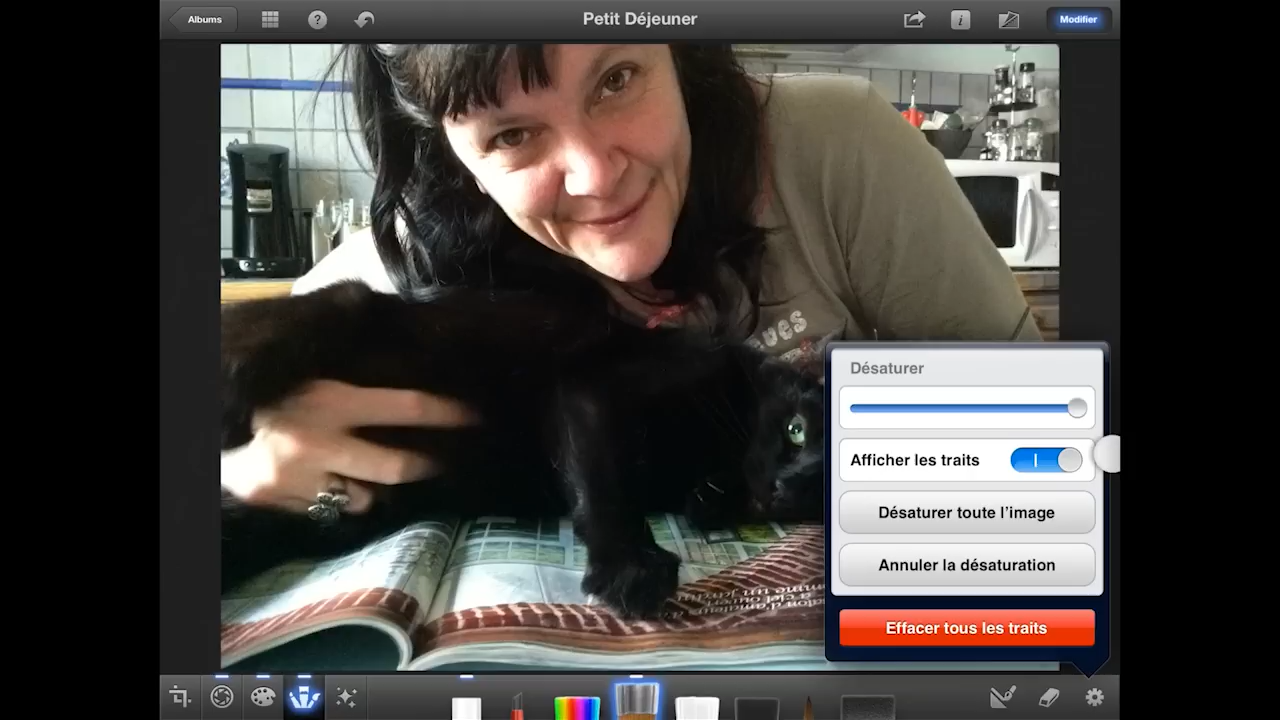 Albums
?
Petit Déjeuner
i
Modifier
Désaturer
Afficher les traits
Désaturer toute l'image
Annuler la désaturation
Effacer tous les traits